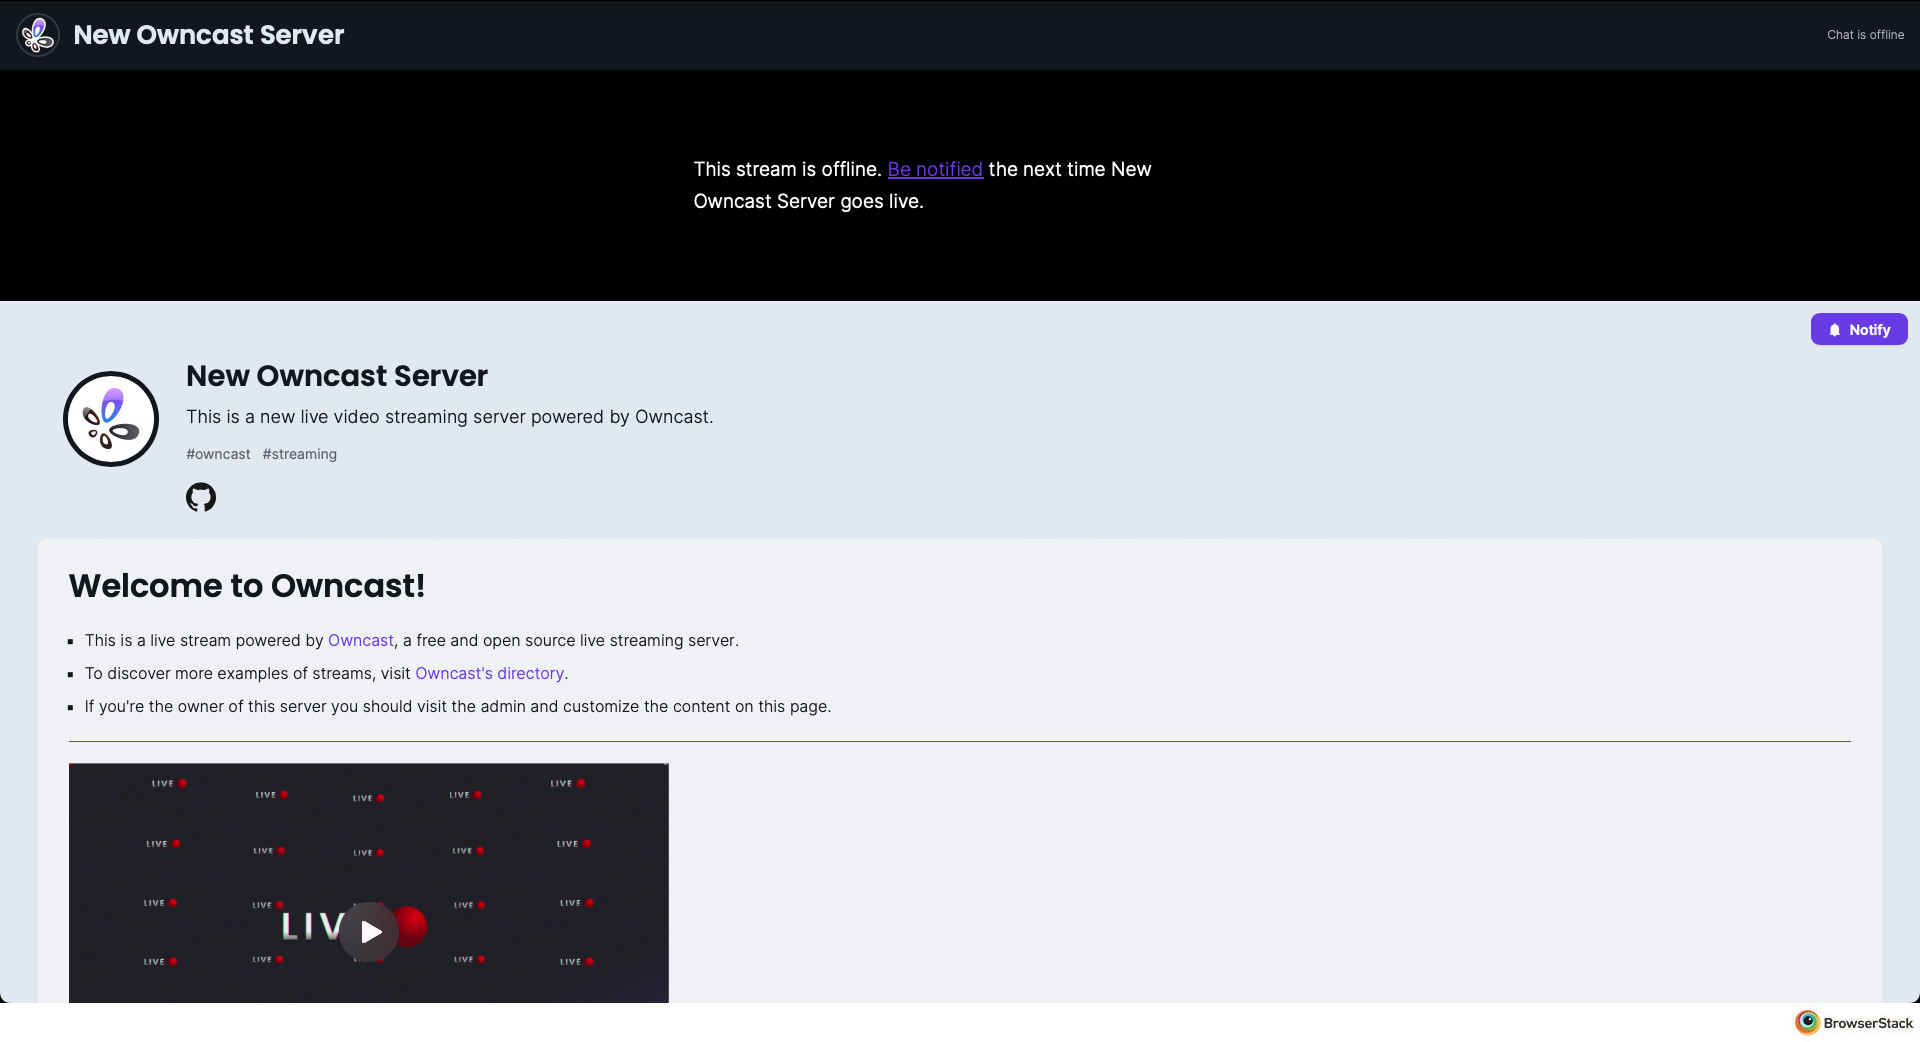 New Owncast Server
Chat is offline
This stream is offline. Be notified the next time New
Owncast Server goes live.
Notify
New Owncast Server
This is a new live video streaming server powered by Owncast.
#owncast #streaming
Welcome to Owncast!
This is a live stream powered by Owncast, a free and open source live streaming server.
To discover more examples of streams, visit Owncast's directory.
If you're the owner of this server you should visit the admin and customize the content on this page.
LIVE LIVE LIVE LIVE LIVE
LIVE LIVE LIVE LIVE LIVE
LIVE LIVE LIVE LIVE
LIV
LIVE LIVE LIVE LIVE
BrowserStack